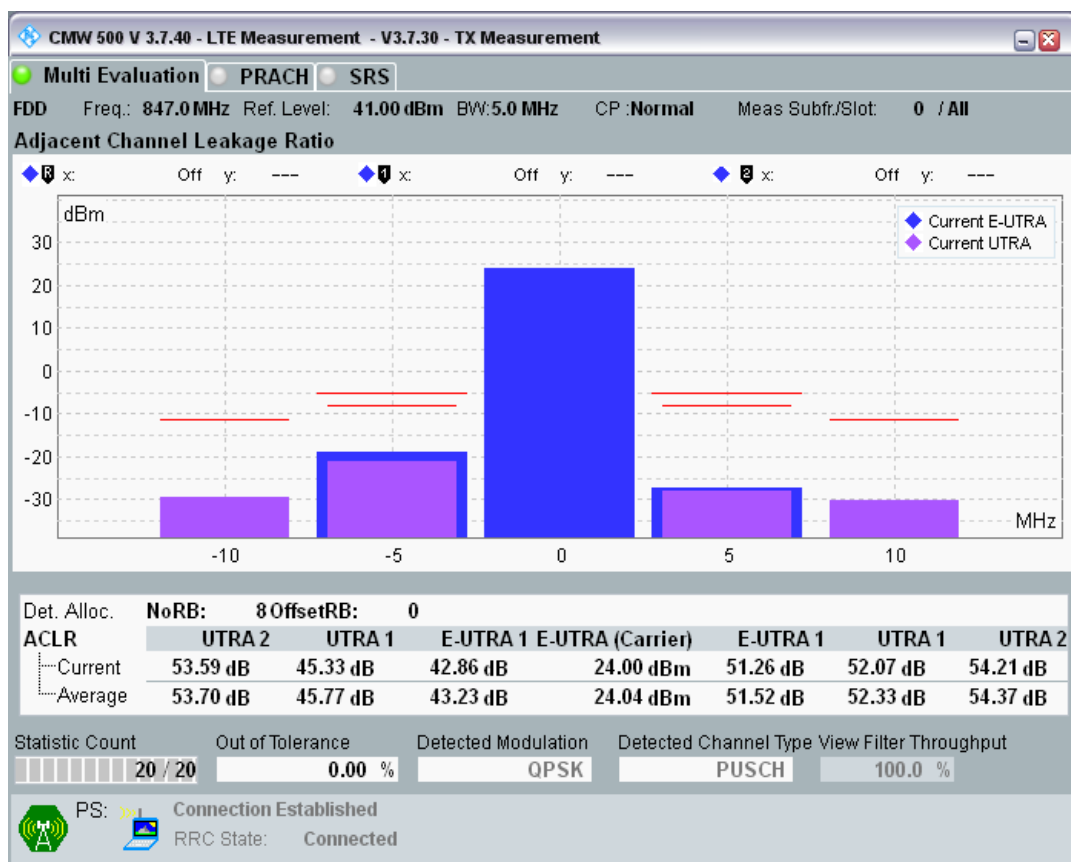 CMW 500 V 3.7.40 - LTE Measurement - V3.7.30 - TX Measurement
Multi Evaluation PRACH SRS
FDD Freq.: 847.0 MHz Ref. Level: 41.00 dBm BW:5.0 MHz CP :Normal Meas Subfr./Slot: 0 / All
Adjacent Channel Leakage Ratio
R x: Off y: --- 1 x: Off y: --- 2 x: Off y: ---
dBm
Current E-UTRA
Current UTRA
30
20
10
0
-10
-20
-30
MHz
-10 -5 0 5 10
Det. Alloc. NoRB: 8 OffsetRB: 0
ACLR UTRA 2 UTRA 1 E-UTRA 1 E-UTRA (Carrier) E-UTRA 1 UTRA 1 UTRA 2
Current 53.59 dB 45.33 dB 42.86 dB 24.00 dBm 51.26 dB 52.07 dB 54.21 dB
Average 53.70 dB 45.77 dB 43.23 dB 24.04 dBm 51.52 dB 52.33 dB 54.37 dB
Statistic Count Out of Tolerance Detected Modulation Detected Channel Type View Filter Throughput
20 / 20 0.00 % QPSK PUSCH 100.0 %
PS: Connection Established
RRC State: Connected